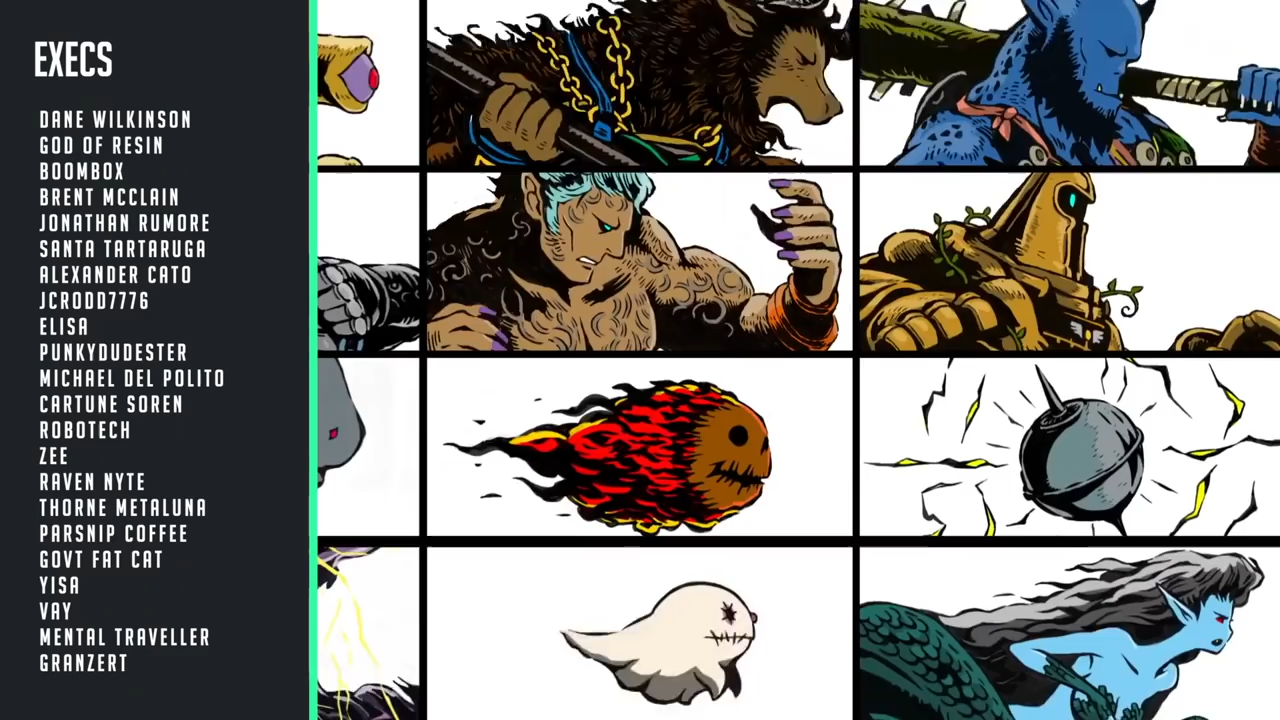 EXECS
DANE WILKINSON
GOD OF RESIN
BOOMBOX
BRENT MCCLAIN
JONATHAN RUMORE
SANTA TARTARUGA
ALEXANDER CATO
JCRODD7776
ELISA
PUNKYDUDESTER
MICHAEL DEL POLITO
CARTUNE SOREN
ROBOTECH
ZEE
RAVEN NYTE
THORNE METALUNA
PARSNIP COFFEE
GOVT FAT CAT
YISA
VAY
MENTAL TRAVELLER
GRANZERT